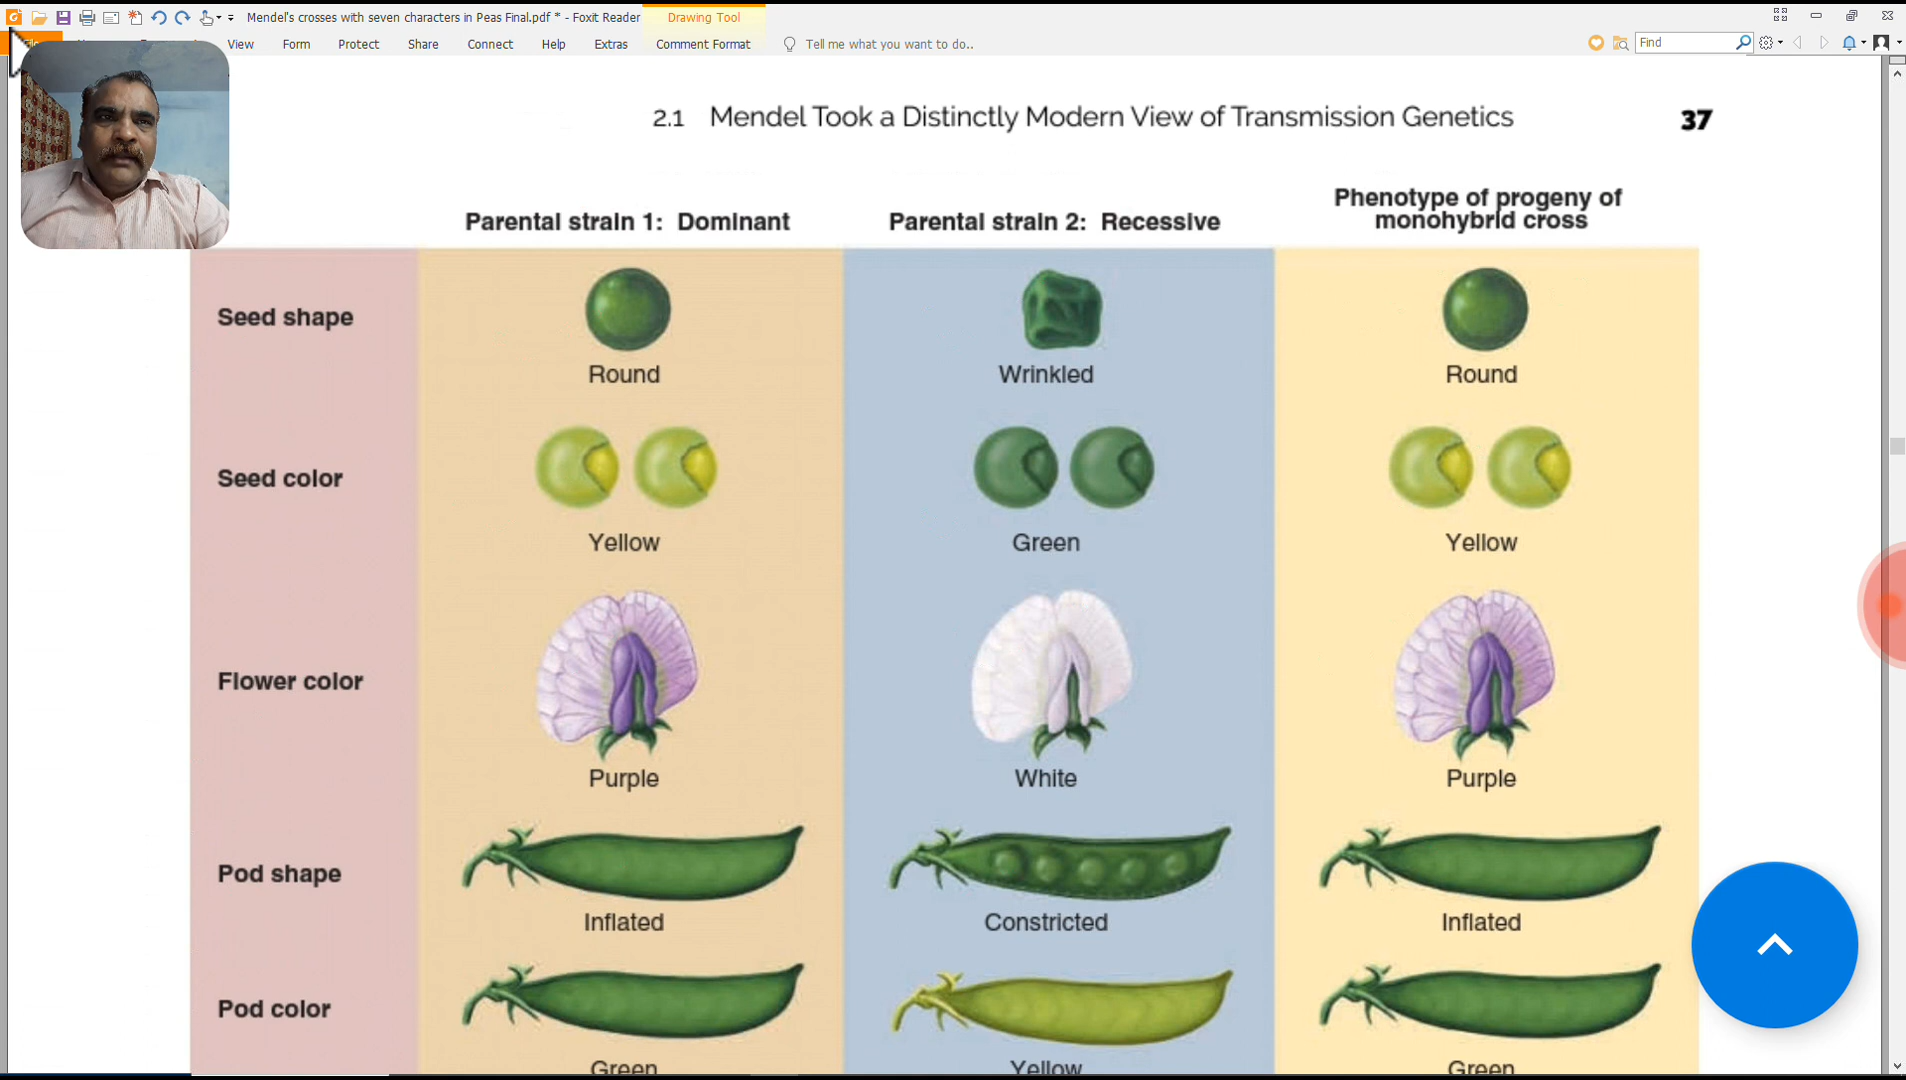 Mendel's crosses with seven characters in Peas Final.pdf * - Foxit Reader
Drawing Tool
View Form Protect Share Connect Help Extras Comment Format Tell me what you want to do.. Find
2.1 Mendel Took a Distinctly Modern View of Transmission Genetics 37
Parental strain 1: Dominant Parental strain 2: Recessive Phenotype of progeny of
monohybrid cross
Seed shape
Round Wrinkled Round
Seed color
Yellow Green Yellow
Flower color
Purple White Purple
Pod shape
Inflated Constricted Inflated
Pod color
Green Yellow Green